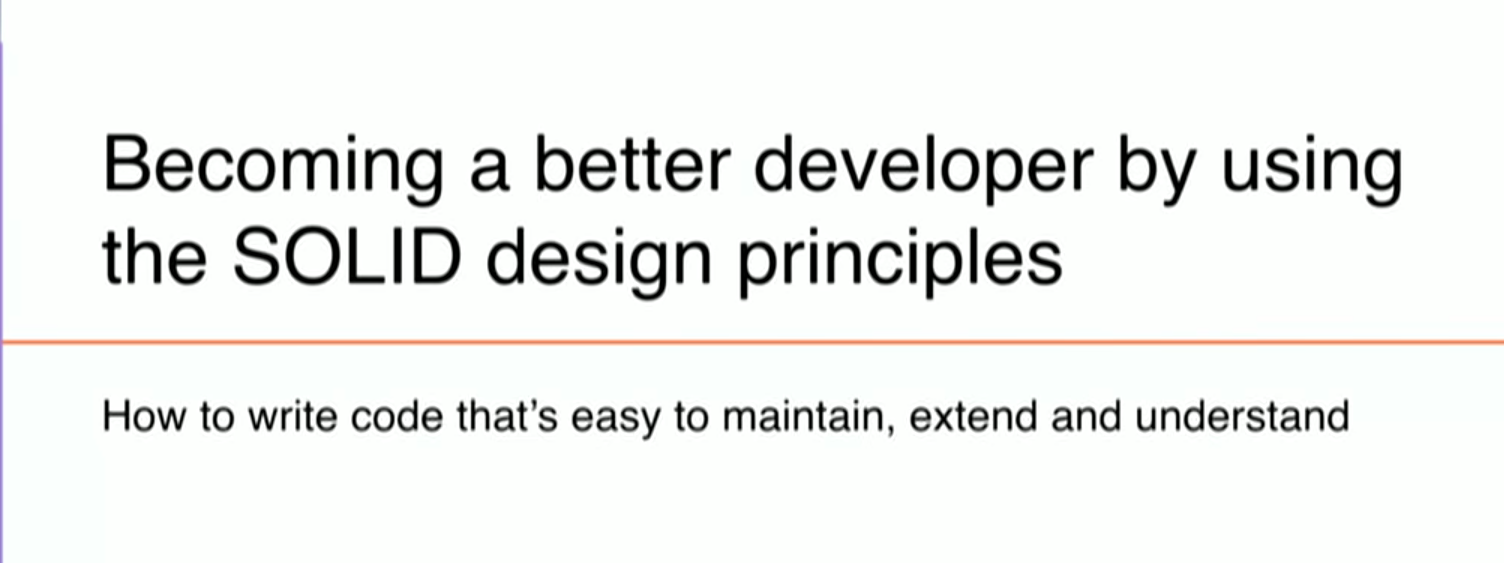 Becoming a better developer by using
the SOLID design principles
How to write code that’s easy to maintain, extend and understand